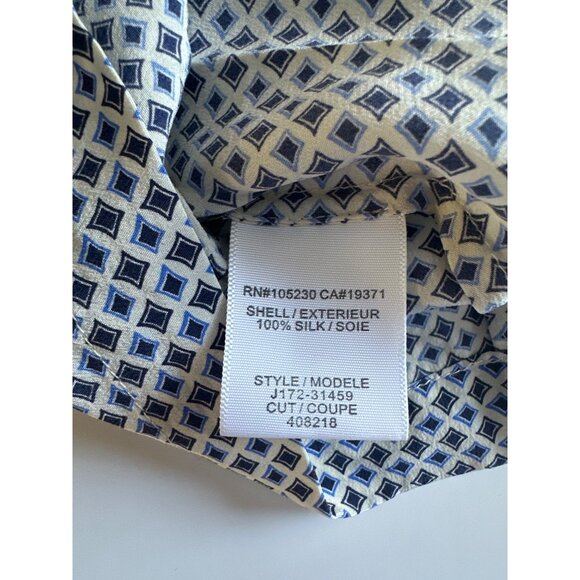 RN#105230 CA#19371
SHELL / EXTERIEUR
100% SILK / SOIE
STYLE / MODELE
J172-31459
CUT / COUPE
408218